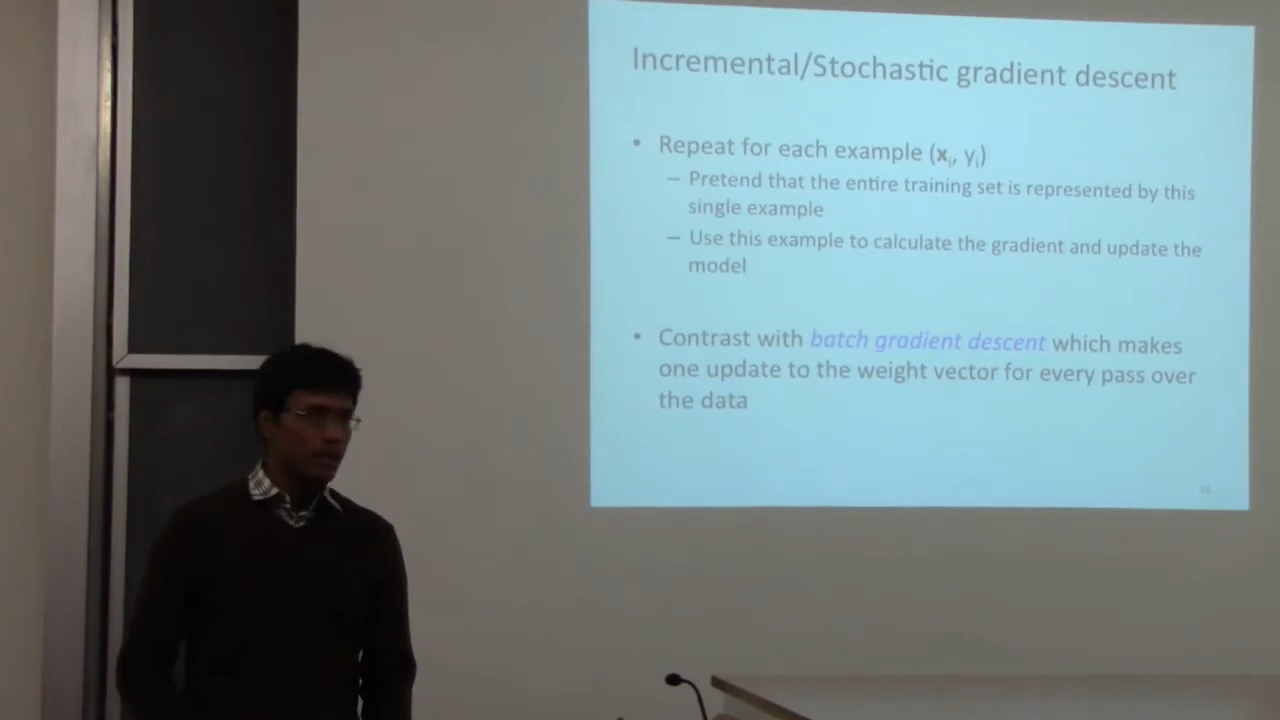 Incremental/Stochastic gradient descent
• Repeat for each example (xᵢ, yᵢ)
– Pretend that the entire training set is represented by this
single example
– Use this example to calculate the gradient and update the
model
• Contrast with batch gradient descent which makes
one update to the weight vector for every pass over
the data